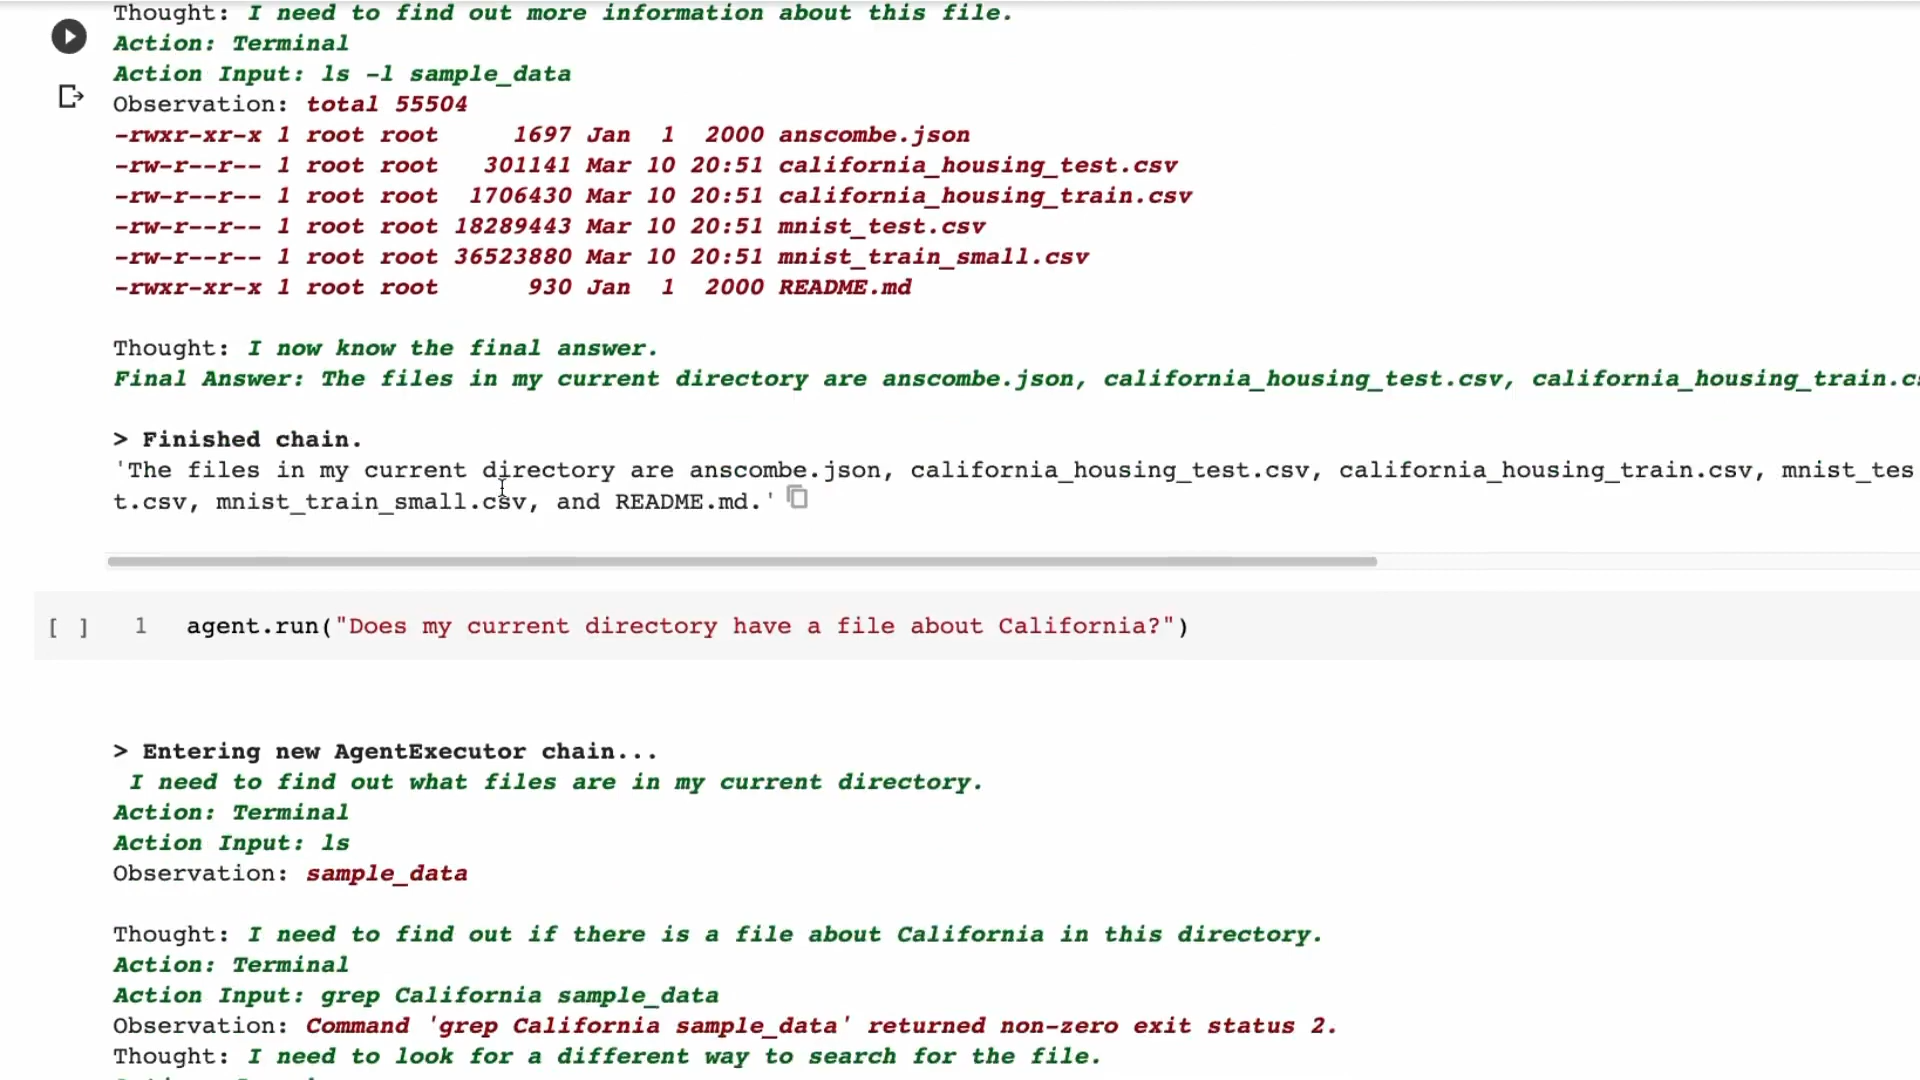 Thought: I need to find out more information about this file.
Action: Terminal
Action Input: ls -l sample_data
Observation: total 55504
-rwxr-xr-x 1 root root     1697 Jan  1  2000 anscombe.json
-rw-r--r-- 1 root root   301141 Mar 10 20:51 california_housing_test.csv
-rw-r--r-- 1 root root  1706430 Mar 10 20:51 california_housing_train.csv
-rw-r--r-- 1 root root 18289443 Mar 10 20:51 mnist_test.csv
-rw-r--r-- 1 root root 36523880 Mar 10 20:51 mnist_train_small.csv
-rwxr-xr-x 1 root root      930 Jan  1  2000 README.md
Thought: I now know the final answer.
Final Answer: The files in my current directory are anscombe.json, california_housing_test.csv, california_housing_train.c
> Finished chain.
'The files in my current directory are anscombe.json, california_housing_test.csv, california_housing_train.csv, mnist_tes
t.csv, mnist_train_small.csv, and README.md.'
[ ] 1 agent.run("Does my current directory have a file about California?")
> Entering new AgentExecutor chain...
I need to find out what files are in my current directory.
Action: Terminal
Action Input: ls
Observation: sample_data
Thought: I need to find out if there is a file about California in this directory.
Action: Terminal
Action Input: grep California sample_data
Observation: Command 'grep California sample_data' returned non-zero exit status 2.
Thought: I need to look for a different way to search for the file.